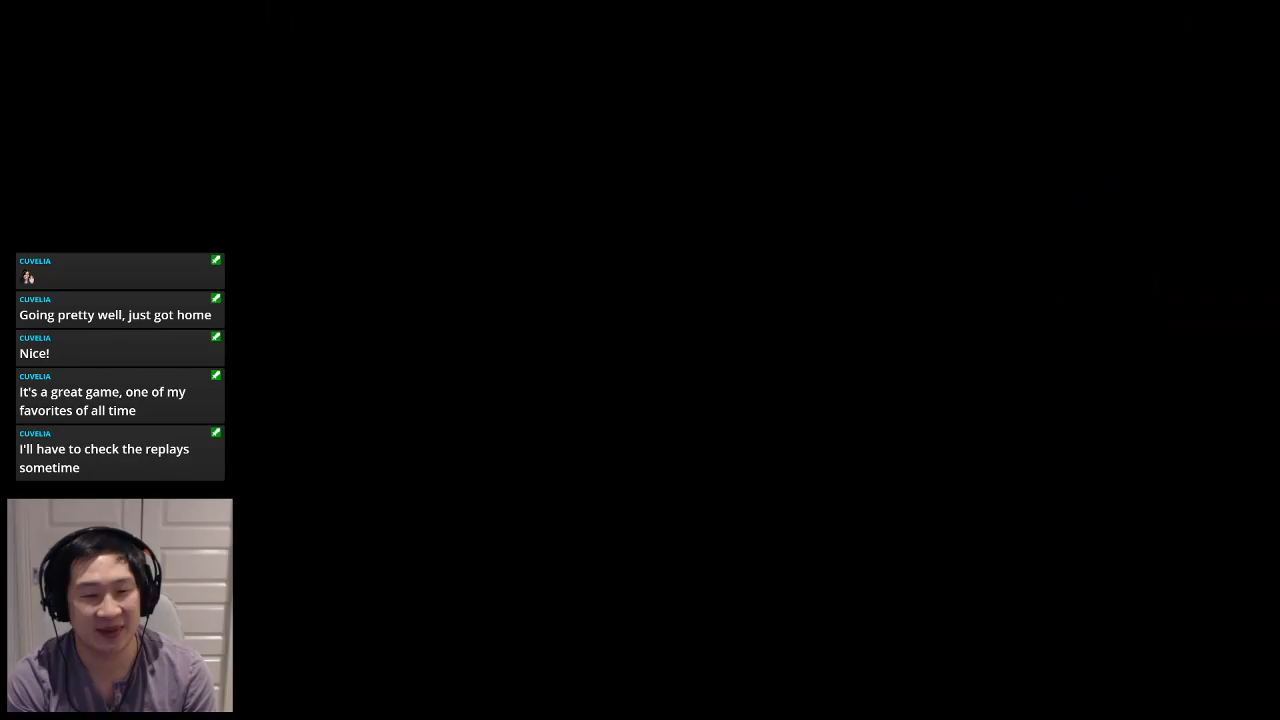 CUVELIA
CUVELIA
Going pretty well, just got home
CUVELIA
Nice!
CUVELIA
It's a great game, one of my
favorites of all time
CUVELIA
I'll have to check the replays
sometime